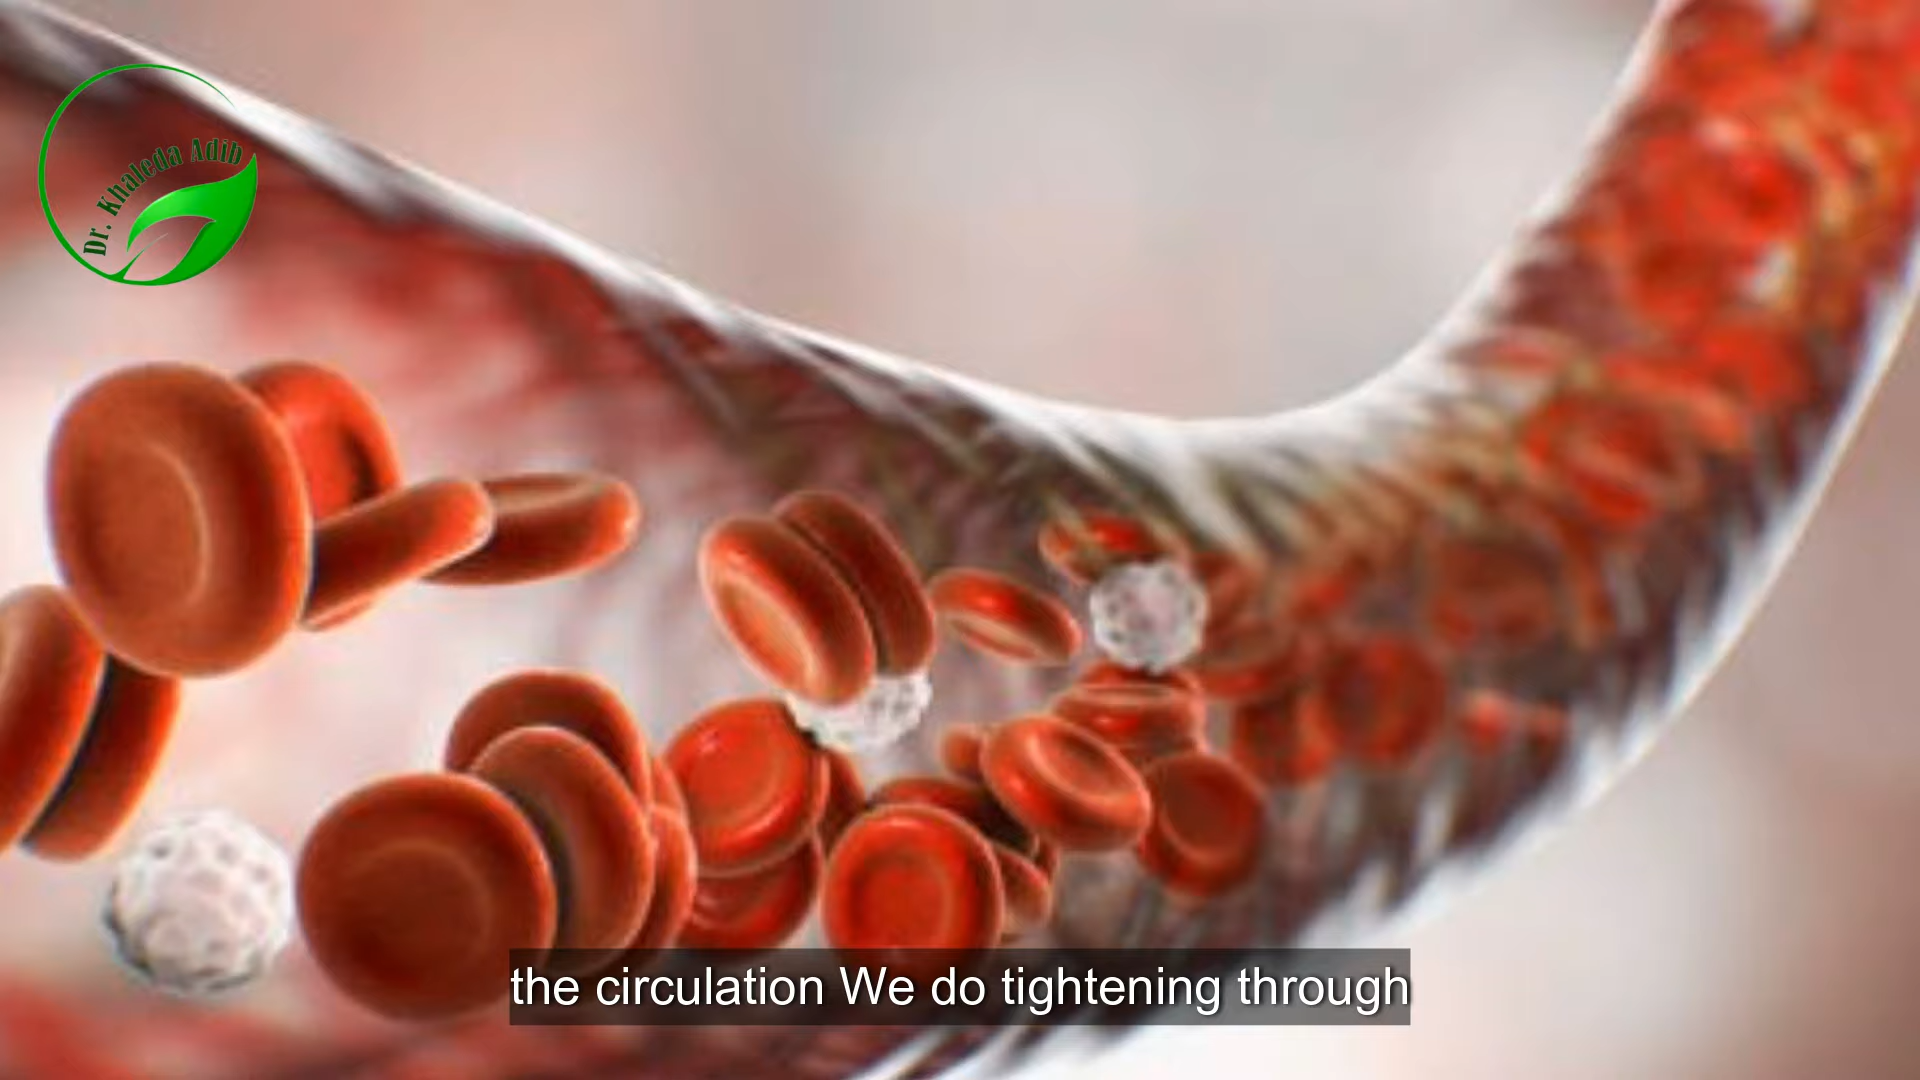 Dr. Khaleda Adib
the circulation We do tightening through